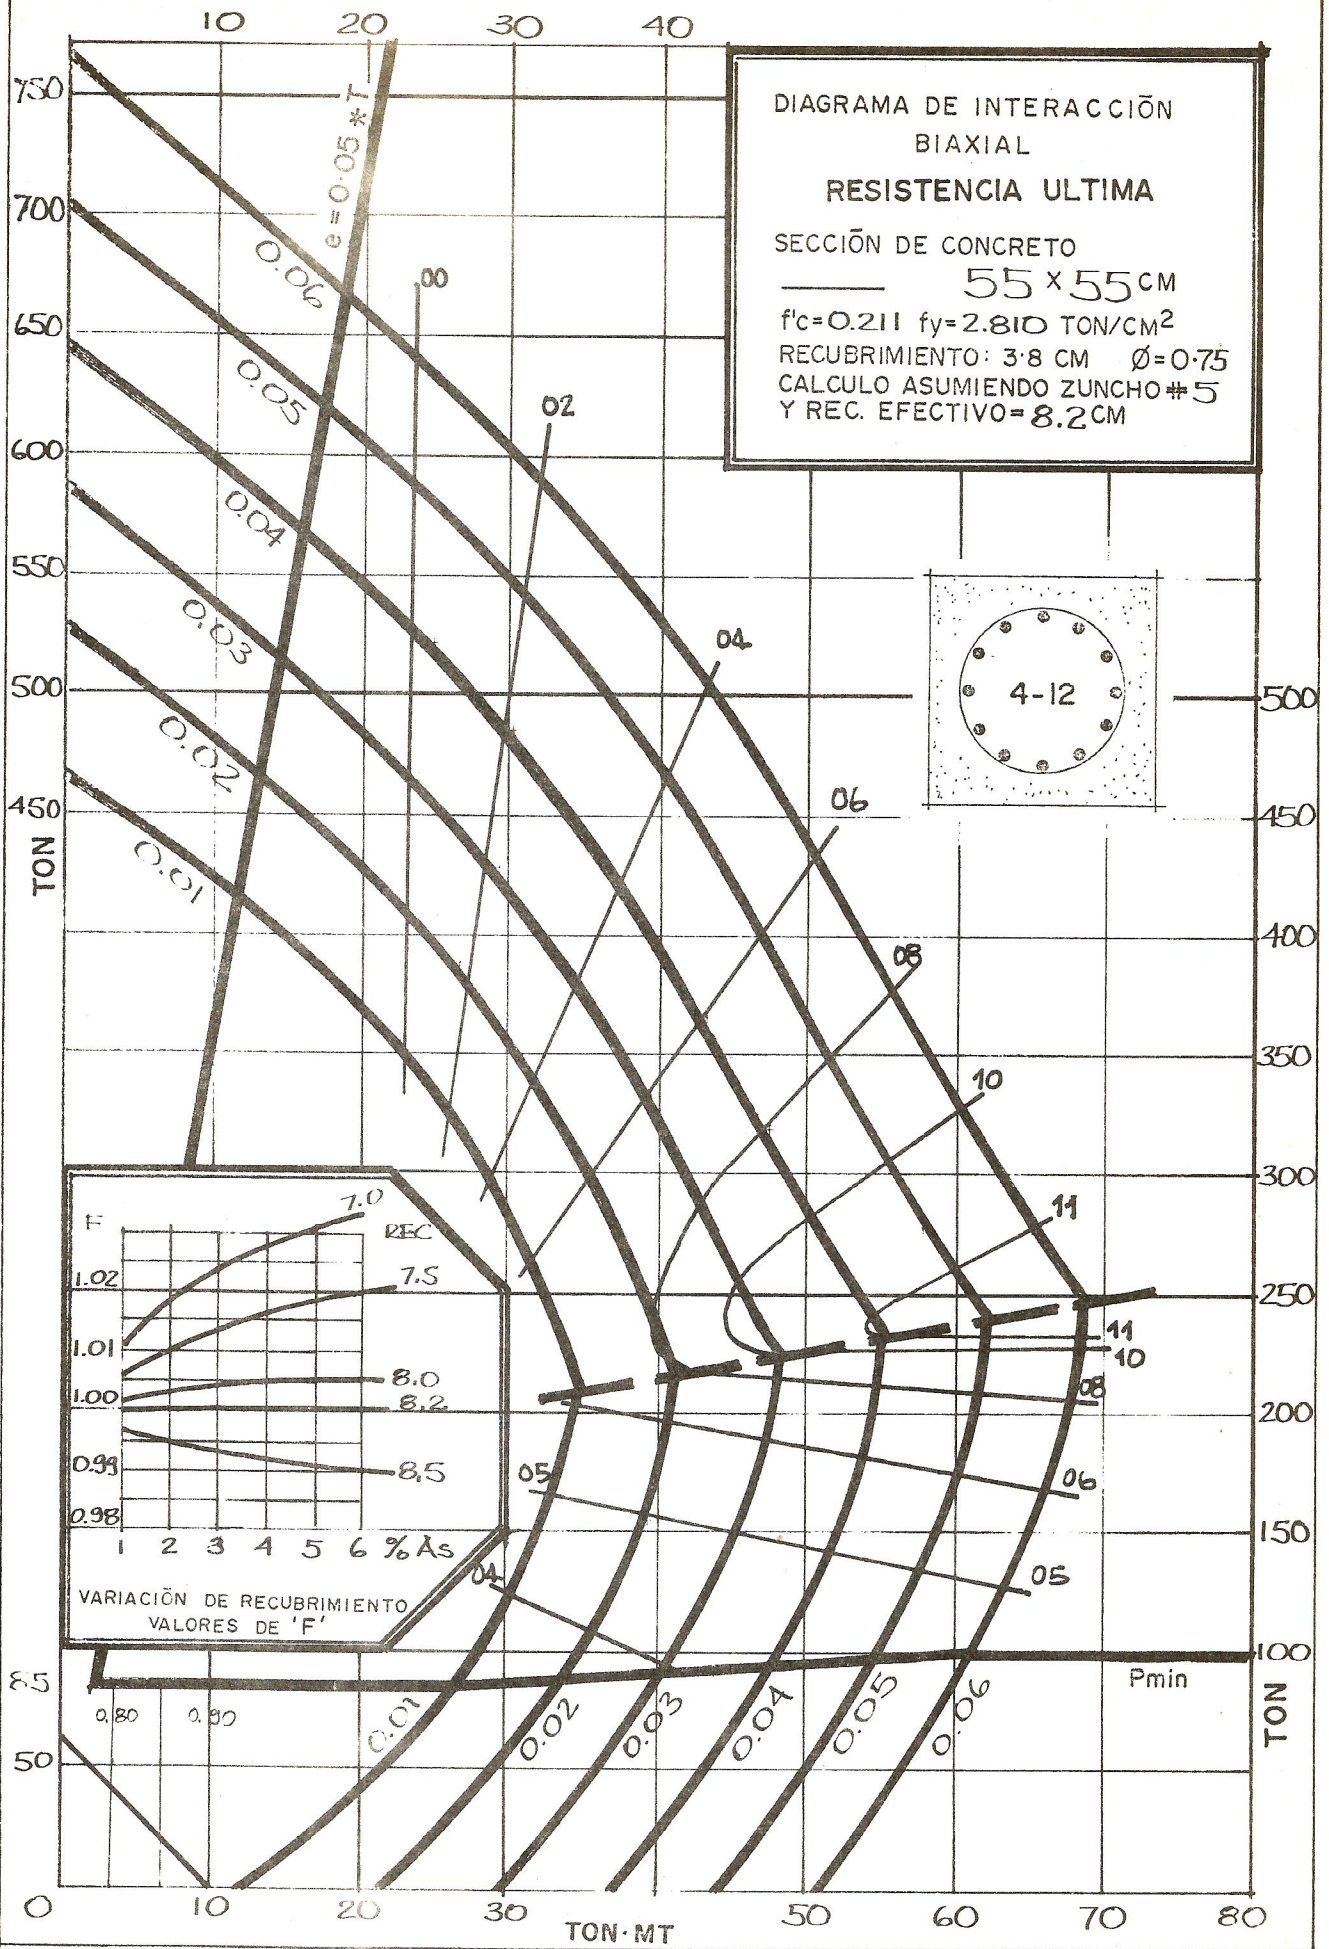 10 20 30 40
750
700
650
600
550
500
450
TON
e=0.05*T
DIAGRAMA DE INTERACCIŌN
BIAXIAL
RESISTENCIA ULTIMA
SECCIŌN DE CONCRETO
55 x 55 CM
f'c=0.211 fy=2.810 TON/CM²
RECUBRIMIENTO: 3.8 CM Ø=0.75
CALCULO ASUMIENDO ZUNCHO #5
Y REC. EFECTIVO=8.2CM
0.06
0.05
0.04
0.03
0.02
0.01
00
02
04
06
08
10
11
4-12
500
450
400
350
300
250
200
150
100
TON
11
10
08
06
05
05
04
F
7.0
REC
1.02
7.5
1.01
8.0
1.00
8.2
0.99
8.5
0.98
1 2 3 4 5 6 % As
VARIACIŌN DE RECUBRIMIENTO
VALORES DE 'F'
85
Pmin
0.80 0.90
0.01 0.02 0.03 0.04 0.05 0.06
50
0 10 20 30 50 60 70 80
TON·MT